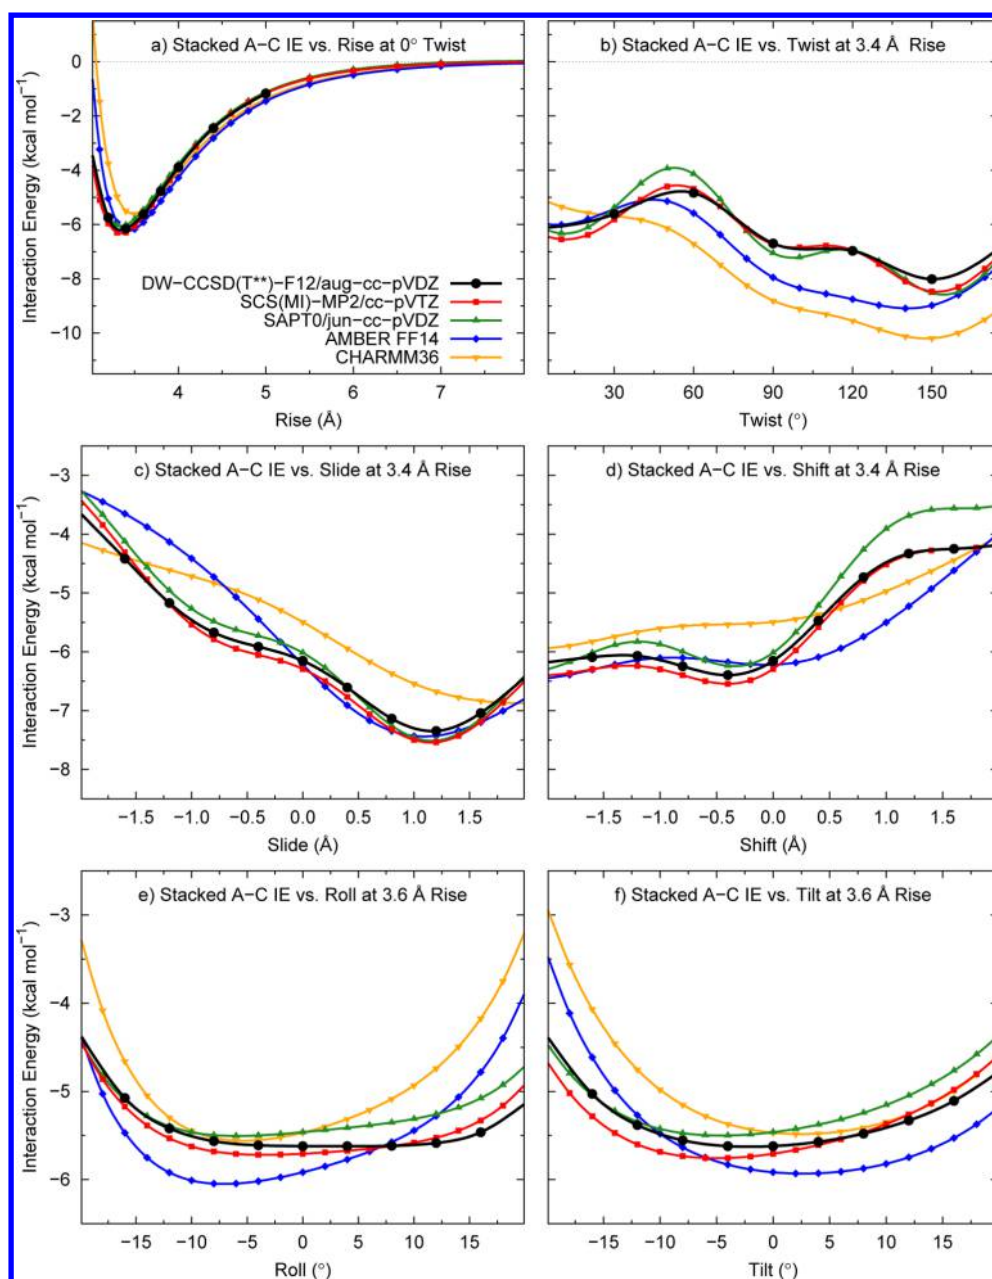 a) Stacked A−C IE vs. Rise at 0° Twist
b) Stacked A−C IE vs. Twist at 3.4 Å Rise
Interaction Energy (kcal mol⁻¹)
0
−2
−4
−6
−8
−10
DW−CCSD(T**)−F12/aug−cc−pVDZ
SCS(MI)−MP2/cc−pVTZ
SAPT0/jun−cc−pVDZ
AMBER FF14
CHARMM36
4 5 6 7
30 60 90 120 150
Rise (Å)
Twist (°)
c) Stacked A−C IE vs. Slide at 3.4 Å Rise
d) Stacked A−C IE vs. Shift at 3.4 Å Rise
Interaction Energy (kcal mol⁻¹)
−3
−4
−5
−6
−7
−8
−1.5 −1.0 −0.5 0.0 0.5 1.0 1.5
−1.5 −1.0 −0.5 0.0 0.5 1.0 1.5
Slide (Å)
Shift (Å)
e) Stacked A−C IE vs. Roll at 3.6 Å Rise
f) Stacked A−C IE vs. Tilt at 3.6 Å Rise
Interaction Energy (kcal mol⁻¹)
−3
−4
−5
−6
−15 −10 −5 0 5 10 15
−15 −10 −5 0 5 10 15
Roll (°)
Tilt (°)